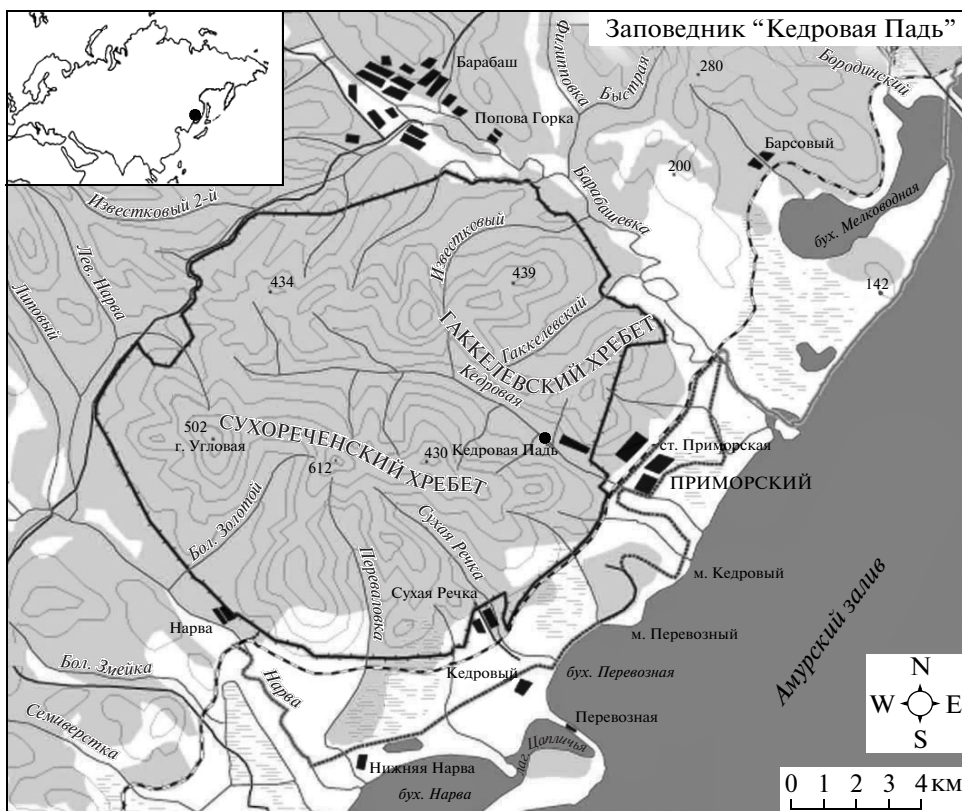 Заповедник “Кедровая Падь”
Барабаш
Филипповка
Быстрая
280
Бородинский
Попова Горка
Барсовый
200
Барабашевка
Известковый 2-й
Известковый
бух. Мелководная
Лев. Нарва
Липовый
434
439
142
ГАККЕЛЕВСКИЙ ХРЕБЕТ
Гаккелевский
Кедровая
502
г. Угловая
СУХОРЕЧЕНСКИЙ ХРЕБЕТ
612
430
Кедровая Падь
ст. Приморская
ПРИМОРСКИЙ
Бол. Золотой
Сухая Речка
Переваловка
м. Кедровый
Сухая Речка
Нарва
м. Перевозный
Амурский залив
Бол. Змейка
Нарва
Кедровый
бух. Перевозная
Семиверстка
Перевозная
лаг. Цапличья
Нижняя Нарва
бух. Нарва
N
W E
S
0 1 2 3 4 км